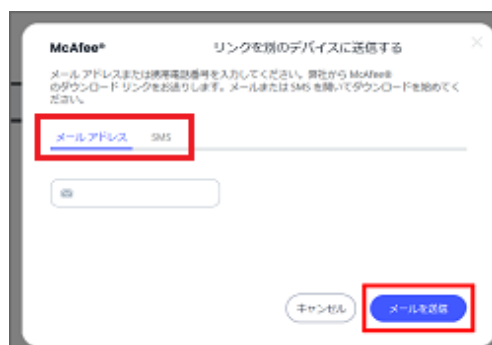 McAfee® リンクを別のデバイスに送信する
メール アドレスまたは携帯電話番号を入力してください。弊社から McAfee®
のダウンロード リンクをお送りします。メールまたは SMS を開いてダウンロードを始めてく
ださい。
メール アドレス SMS
キャンセル メールを送信